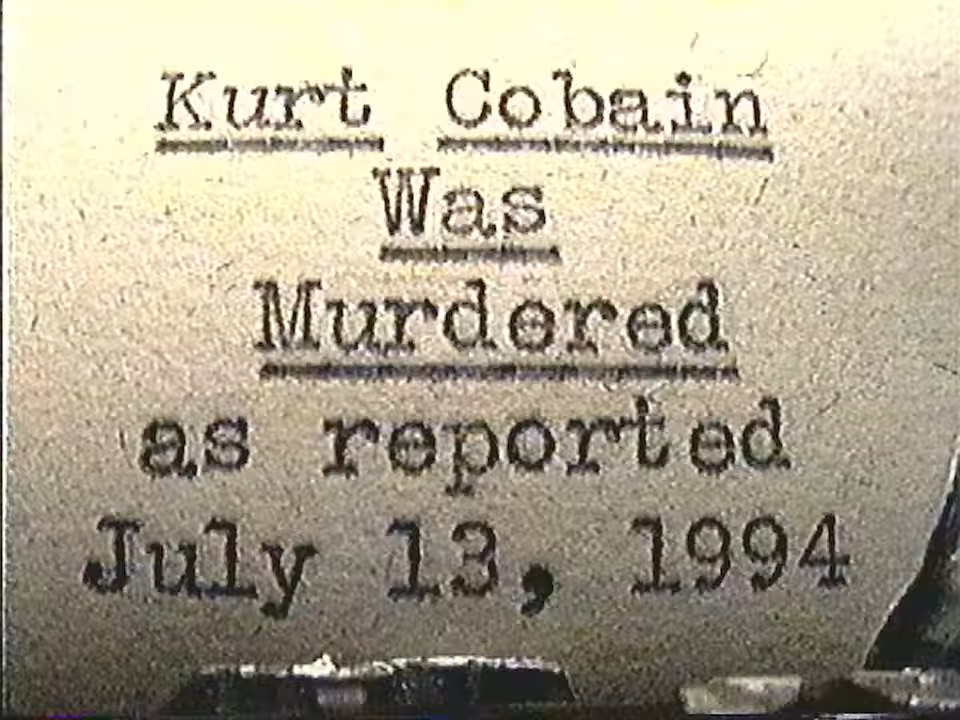 Kurt Cobain
Was
Murdered
as reported
July 13, 1994